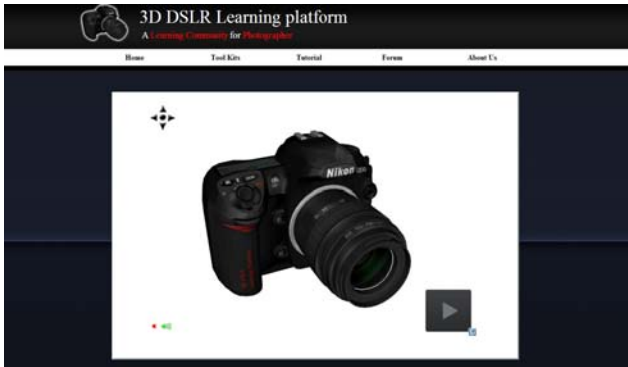 3D DSLR Learning platform
A Learning Community for Photographer
Home Tool Kits Tutorial Forum About Us
Nikon